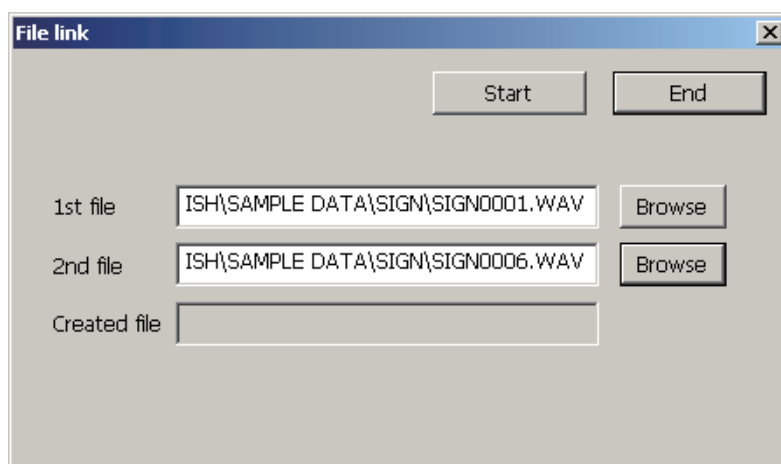 File link
Start End
1st file ISH\SAMPLE DATA\SIGN\SIGN0001.WAV Browse
2nd file ISH\SAMPLE DATA\SIGN\SIGN0006.WAV Browse
Created file